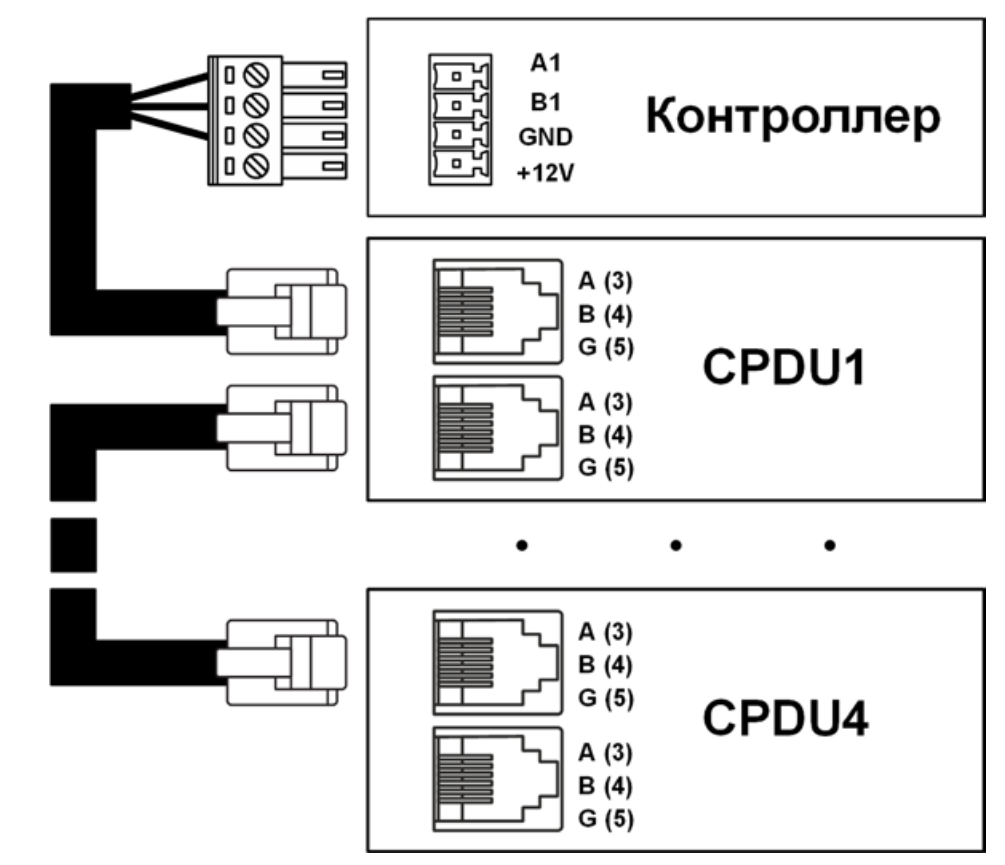 A1
B1
GND
+12V
Контроллер
A (3)
B (4)
G (5)
A (3)
B (4)
G (5)
CPDU1
A (3)
B (4)
G (5)
A (3)
B (4)
G (5)
CPDU4